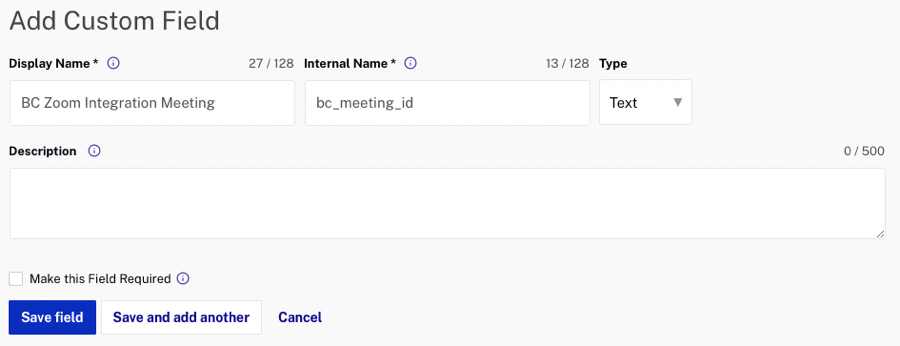 Add Custom Field
Display Name * 27 / 128 Internal Name * 13 / 128 Type
BC Zoom Integration Meeting bc_meeting_id Text
Description 0 / 500
Make this Field Required
Save field Save and add another Cancel